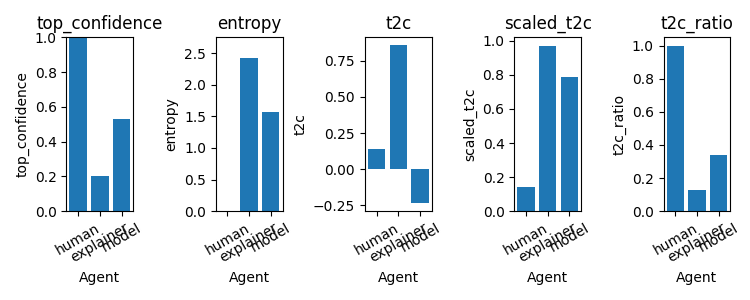 top_confidence
entropy
t2c
scaled_t2c
t2c_ratio
top_confidence
1.0
0.8
0.6
0.4
0.2
0.0
human
explainer
model
Agent
entropy
2.5
2.0
1.5
1.0
0.5
0.0
human
explainer
model
Agent
t2c
0.75
0.50
0.25
0.00
−0.25
human
explainer
model
Agent
scaled_t2c
1.0
0.8
0.6
0.4
0.2
0.0
human
explainer
model
Agent
t2c_ratio
1.0
0.8
0.6
0.4
0.2
0.0
human
explainer
model
Agent